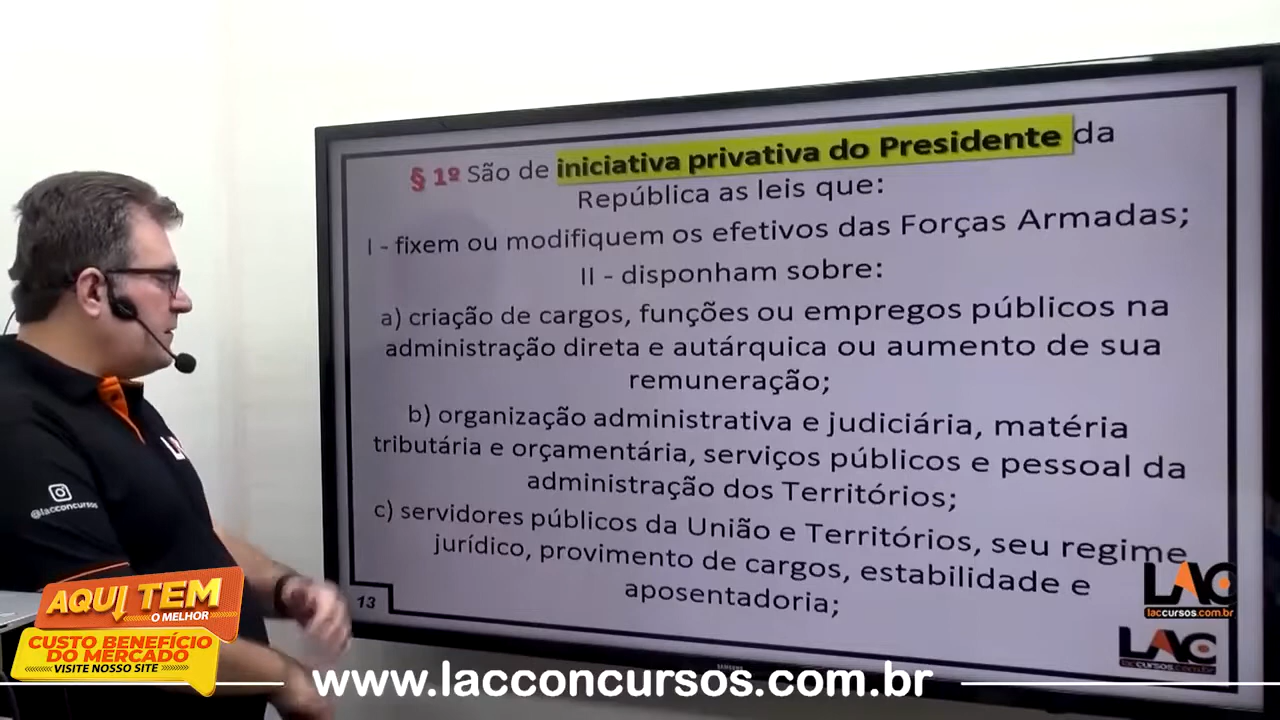 § 1º São de iniciativa privativa do Presidente da
República as leis que:
I - fixem ou modifiquem os efetivos das Forças Armadas;
II - disponham sobre:
a) criação de cargos, funções ou empregos públicos na
administração direta e autárquica ou aumento de sua
remuneração;
b) organização administrativa e judiciária, matéria
tributária e orçamentária, serviços públicos e pessoal da
administração dos Territórios;
c) servidores públicos da União e Territórios, seu regime
jurídico, provimento de cargos, estabilidade e
aposentadoria;
13
LAC
laccursos.com.br
LAC
laccursos.com.br
SAMSUNG
@lacconcursos
AQUI TEM
O MELHOR
CUSTO BENEFÍCIO
DO MERCADO
VISITE NOSSO SITE
www.lacconcursos.com.br